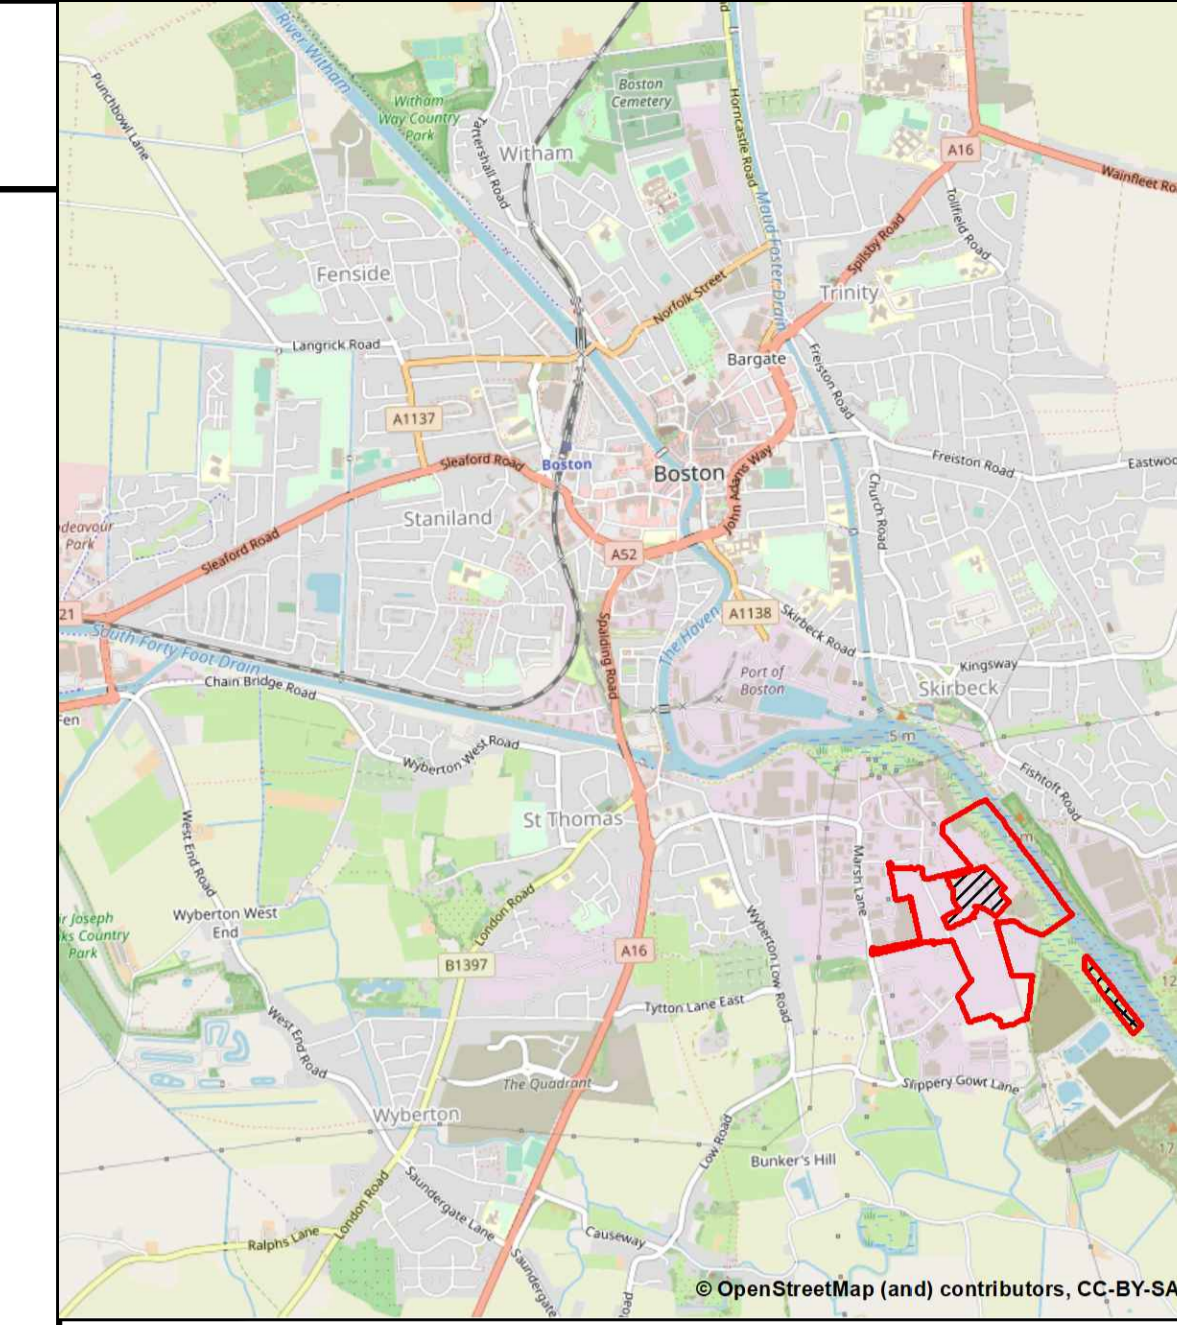 River Witham
Punchbowl Lane
Witham
Way Country
Park
Tattershall Road
Witham
Boston
Cemetery
Horncastle Road
Maud Foster Drain
A16
Wainfleet Ro
Tollfield Road
Spilsby Road
Trinity
Fenside
Norfolk Street
Langrick Road
Bargate
Freiston Road
A1137
Sleaford Road
Boston
Boston
John Adams Way
Freiston Road
Eastwoo
Church Road
Staniland
deavour
Park
Sleaford Road
A52
21
South Forty Foot Drain
Chain Bridge Road
Spalding Road
The Haven
A1138
Skirbeck Road
Port of
Boston
Kingsway
Skirbeck
Fen
5 m
Wyberton West Road
Fishtoft Road
St Thomas
m
West End Road
Marsh Lane
London Road
Wyberton West
End
ir Joseph
ks Country
Park
Wyberton Low Road
A16
B1397
12
Tytton Lane East
West End Road
The Quadrant
Slippery Gowt Lane
Wyberton
Low Road
Bunker's Hill
17
London Road
Saundergate Lane
Causeway
Ralphs Lane
Saundergate
© OpenStreetMap (and) contributors, CC-BY-SA